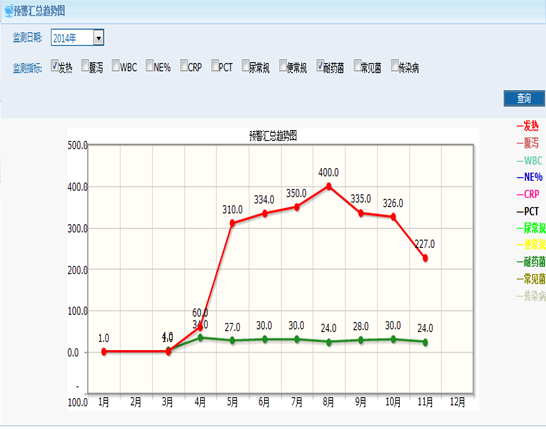 预警汇总趋势图
监测日期: 2014年
监测指标: 发热 腹泻 WBC NE% CRP PCT 尿常规 便常规 耐药菌 常见菌 传染病
查询
预警汇总趋势图
500.0
400.0
300.0
200.0
100.0
0.0
-
100.0
1.0
4.0
1.0
60.0
34.0
310.0
334.0
350.0
400.0
335.0
326.0
227.0
27.0
30.0
30.0
24.0
28.0
30.0
24.0
1月 2月 3月 4月 5月 6月 7月 8月 9月 10月 11月 12月
发热
腹泻
WBC
NE%
CRP
PCT
尿常规
便常规
耐药菌
常见菌
传染病